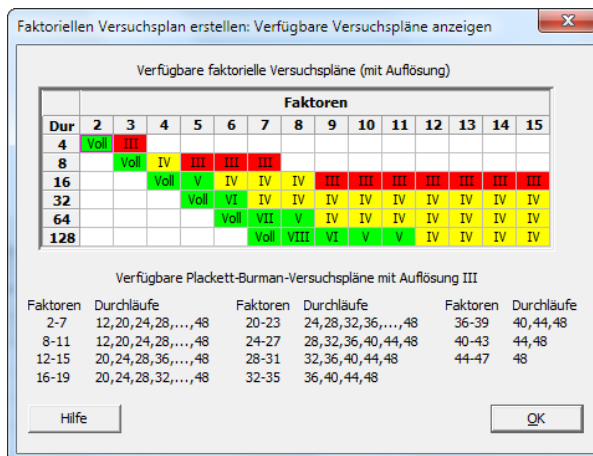 Faktoriellen Versuchsplan erstellen: Verfügbare Versuchspläne anzeigen
Verfügbare faktorielle Versuchspläne (mit Auflösung)
Faktoren
Dur 2 3 4 5 6 7 8 9 10 11 12 13 14 15
4 Voll III
8 Voll IV III III III
16 Voll V IV IV IV III III III III III III III
32 Voll VI IV IV IV IV IV IV IV IV IV
64 Voll VII V IV IV IV IV IV IV IV
128 Voll VIII VI V V IV IV IV IV
Verfügbare Plackett-Burman-Versuchspläne mit Auflösung III
Faktoren Durchläufe Faktoren Durchläufe Faktoren Durchläufe
2-7 12,20,24,28,...,48 20-23 24,28,32,36,...,48 36-39 40,44,48
8-11 12,20,24,28,...,48 24-27 28,32,36,40,44,48 40-43 44,48
12-15 20,24,28,36,...,48 28-31 32,36,40,44,48 44-47 48
16-19 20,24,28,32,...,48 32-35 36,40,44,48
Hilfe OK